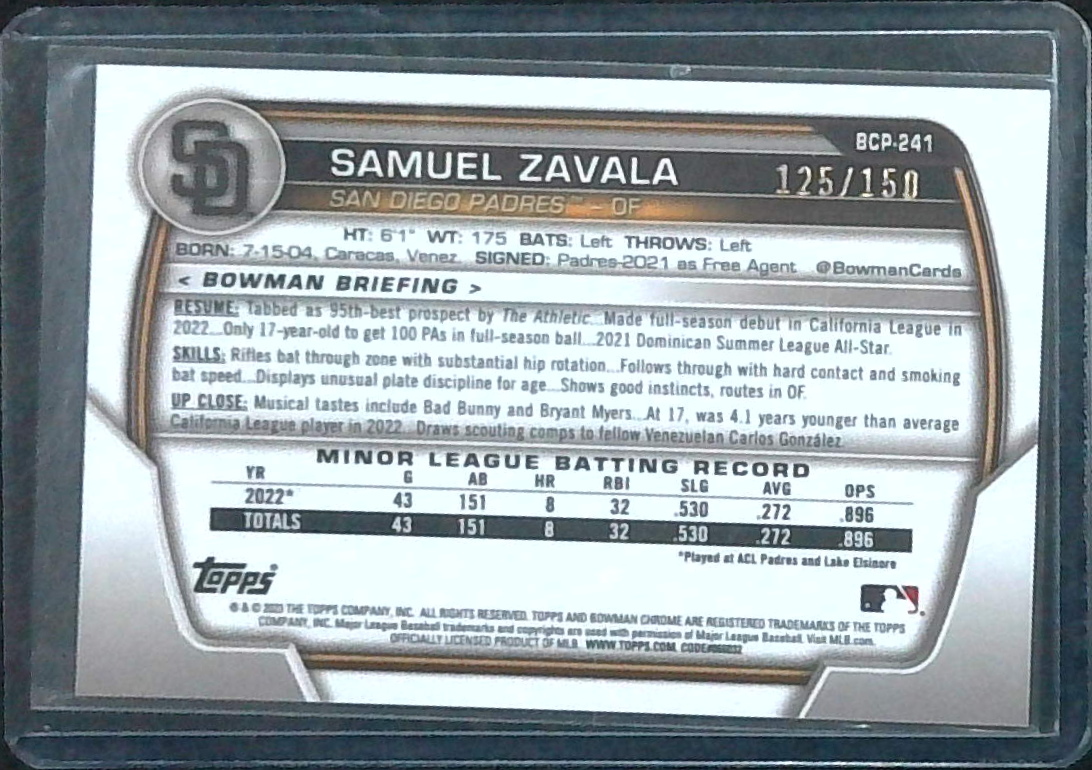 SD
BCP-241
SAMUEL ZAVALA
125/150
SAN DIEGO PADRES™ - OF
HT: 6'1" WT: 175 BATS: Left THROWS: Left
BORN: 7-15-04, Caracas, Venez. SIGNED: Padres-2021 as Free Agent @BowmanCards
< BOWMAN BRIEFING >
RESUME: Tabbed as 95th-best prospect by The Athletic...Made full-season debut in California League in
2022...Only 17-year-old to get 100 PAs in full-season ball...2021 Dominican Summer League All-Star.
SKILLS: Rifles bat through zone with substantial hip rotation...Follows through with hard contact and smoking
bat speed...Displays unusual plate discipline for age...Shows good instincts, routes in OF.
UP CLOSE: Musical tastes include Bad Bunny and Bryant Myers...At 17, was 4.1 years younger than average
California League player in 2022...Draws scouting comps to fellow Venezuelan Carlos González.
MINOR LEAGUE BATTING RECORD
YR G AB HR RBI SLG AVG OPS
2022* 43 151 8 32 .530 .272 .896
TOTALS 43 151 8 32 .530 .272 .896
*Played at ACL Padres and Lake Elsinore
Topps®
® & © 2023 THE TOPPS COMPANY, INC. ALL RIGHTS RESERVED. TOPPS AND BOWMAN CHROME ARE REGISTERED TRADEMARKS OF THE TOPPS
COMPANY, INC. Major League Baseball trademarks and copyrights are used with permission of Major League Baseball. Visit MLB.com.
OFFICIALLY LICENSED PRODUCT OF MLB WWW.TOPPS.COM.